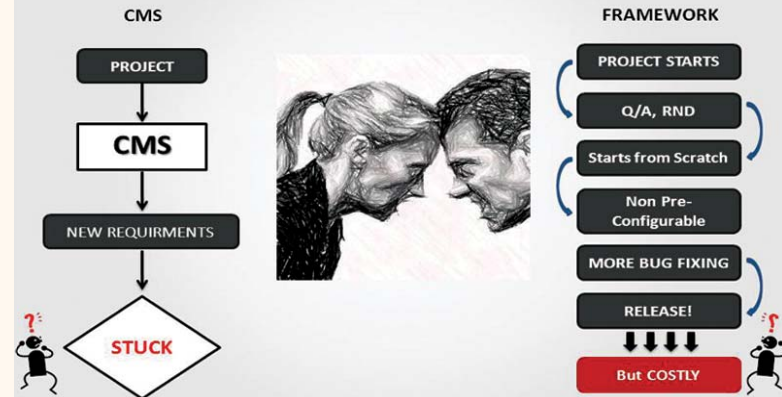 CMS
PROJECT
CMS
NEW REQUIRMENTS
STUCK
?
FRAMEWORK
PROJECT STARTS
Q/A, RND
Starts from Scratch
Non Pre-
Configurable
MORE BUG FIXING
RELEASE!
But COSTLY
?